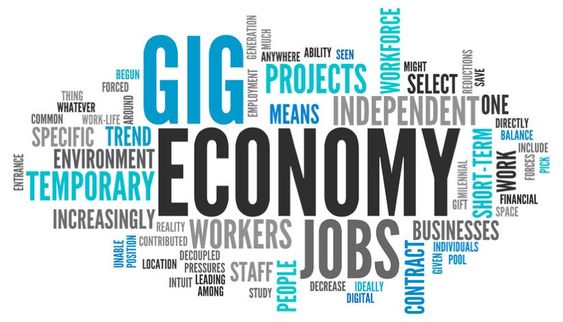 GIG
ECONOMY
JOBS
PROJECTS
INDEPENDENT
WORKFORCE
TEMPORARY
WORKERS
BUSINESSES
SHORT-TERM
CONTRACT
WORK
SELECT
ONE
MEANS
TREND
SPECIFIC
ENVIRONMENT
INCREASINGLY
STAFF
PEOPLE
GENERATION
MUCH
EMPLOYMENT
ANYWHERE
ABILITY
SEEN
MIGHT
REDUCTIONS
SAVE
DIRECTLY
BALANCE
INCLUDE
FORCES
PICK
MILLENNIAL
GIFT
FINANCIAL
SPACE
INDIVIDUALS
GIVEN
POOL
BEGUN
FORCED
THING
WHATEVER
COMMON
WORK-LIFE
AROUND
ENTRANCE
REALITY
CONTRIBUTED
UNABLE
POSITION
LOCATION
DECOUPLED
PRESSURES
INTUIT
LEADING
AMONG
STUDY
DECREASE
IDEALLY
DIGITAL